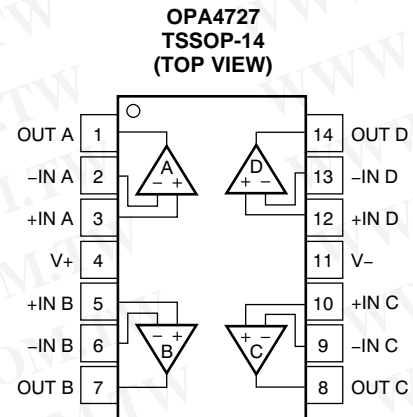 OPA4727
TSSOP-14
(TOP VIEW)
OUT A 1 14 OUT D
–IN A 2 A D 13 –IN D
– + + –
+IN A 3 12 +IN D
V+ 4 11 V–
+IN B 5 10 +IN C
– + + –
–IN B 6 B C 9 –IN C
OUT B 7 8 OUT C